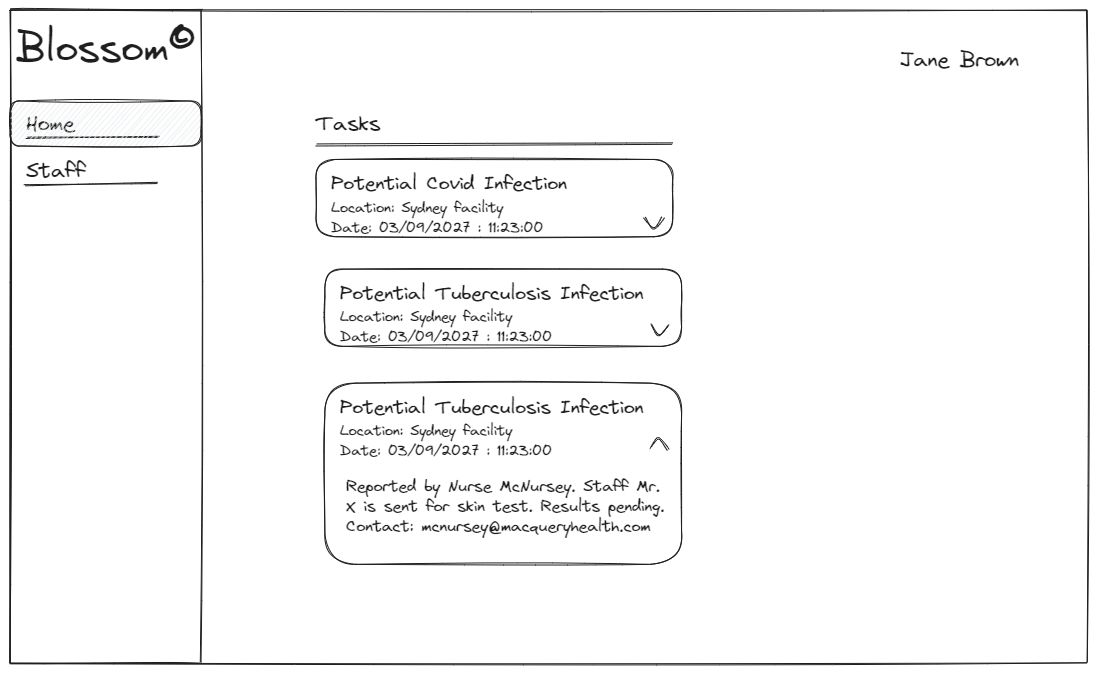 Blossom©
Jane Brown
Home
Staff
Tasks
Potential Covid Infection
Location: Sydney facility
Date: 03/09/2027 : 11:23:00
Potential Tuberculosis Infection
Location: Sydney facility
Date: 03/09/2027 : 11:23:00
Potential Tuberculosis Infection
Location: Sydney facility
Date: 03/09/2027 : 11:23:00
Reported by Nurse McNursey. Staff Mr.
X is sent for skin test. Results pending.
Contact: mcnursey@macqueryhealth.com